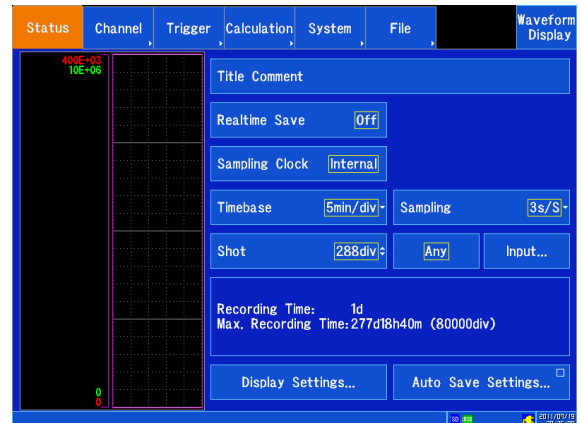 Status Channel Trigger Calculation System File Waveform Display
400E+03
10E+06
Title Comment
Realtime Save Off
Sampling Clock Internal
Timebase 5min/div Sampling 3s/S
Shot 288div Any Input...
Recording Time: 1d
Max. Recording Time:277d18h40m (80000div)
Display Settings... Auto Save Settings...
0
0
SD
2011/07/19